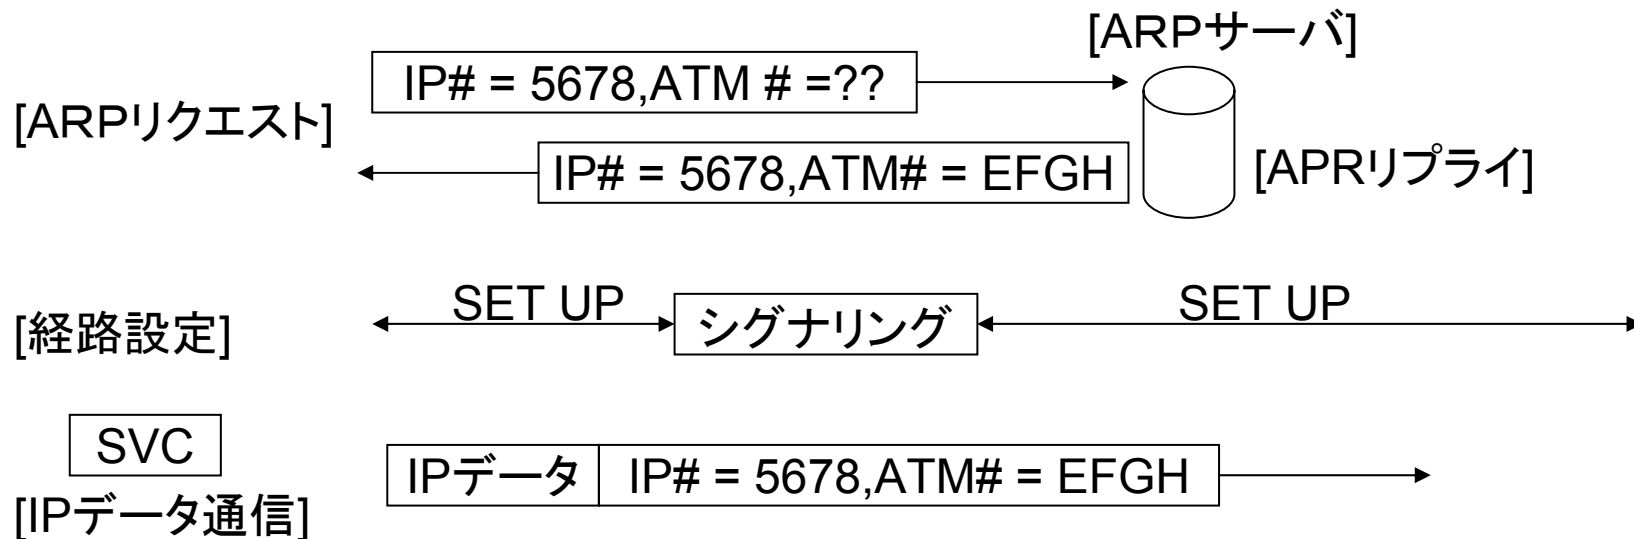 [ARPサーバ]
IP# = 5678,ATM # =??
[ARPリクエスト]
IP# = 5678,ATM# = EFGH
[APRリプライ]
SET UP
シグナリング
SET UP
[経路設定]
SVC
IPデータ
IP# = 5678,ATM# = EFGH
[IPデータ通信]